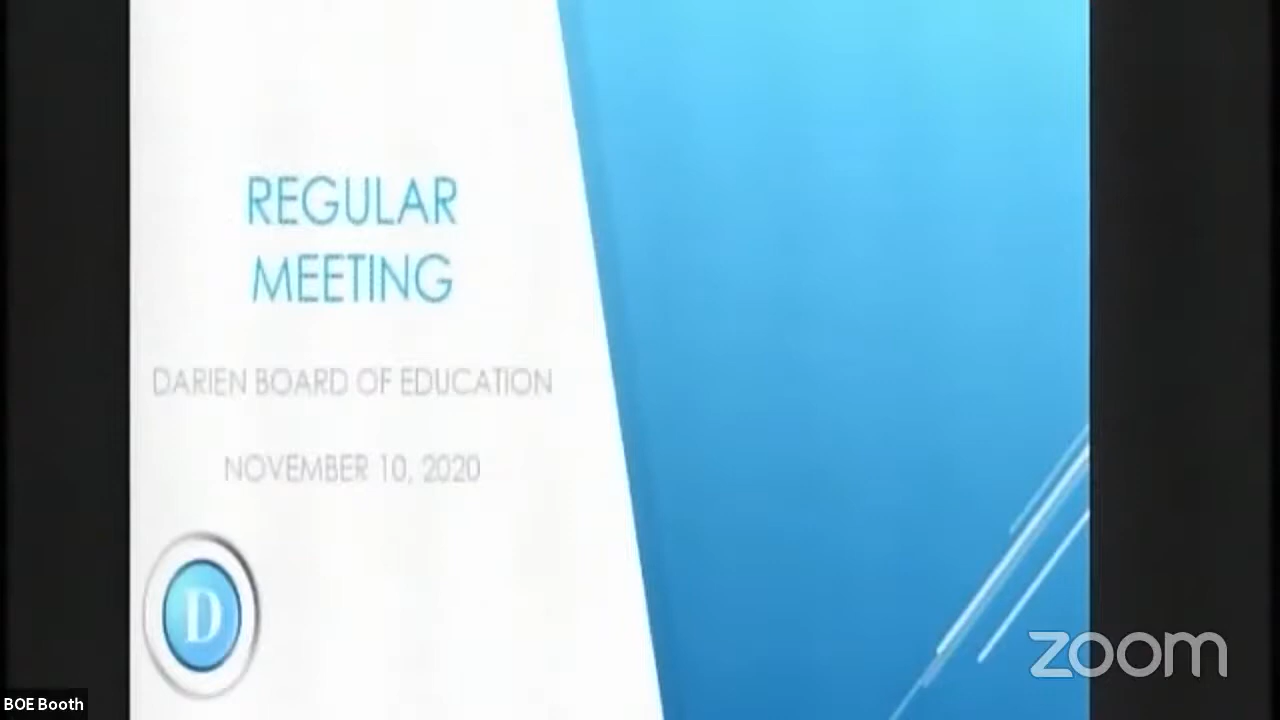 REGULAR
MEETING
DARIEN BOARD OF EDUCATION
NOVEMBER 10, 2020
D
zoom
BOE Booth